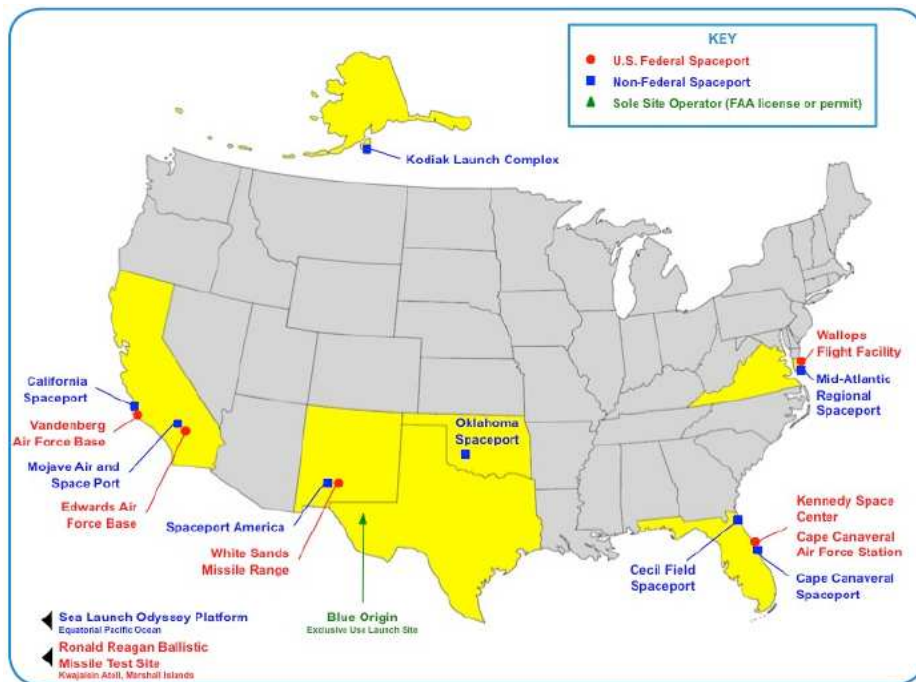 KEY
U.S. Federal Spaceport
Non-Federal Spaceport
Sole Site Operator (FAA license or permit)
Kodiak Launch Complex
Wallops
Flight Facility
Mid-Atlantic
Regional
Spaceport
California
Spaceport
Vandenberg
Air Force Base
Mojave Air and
Space Port
Edwards Air
Force Base
Oklahoma
Spaceport
Spaceport America
White Sands
Missile Range
Kennedy Space
Center
Cape Canaveral
Air Force Station
Cecil Field
Spaceport
Cape Canaveral
Spaceport
Blue Origin
Exclusive Use Launch Site
Sea Launch Odyssey Platform
Equatorial Pacific Ocean
Ronald Reagan Ballistic
Missile Test Site
Kwajalein Atoll, Marshall Islands